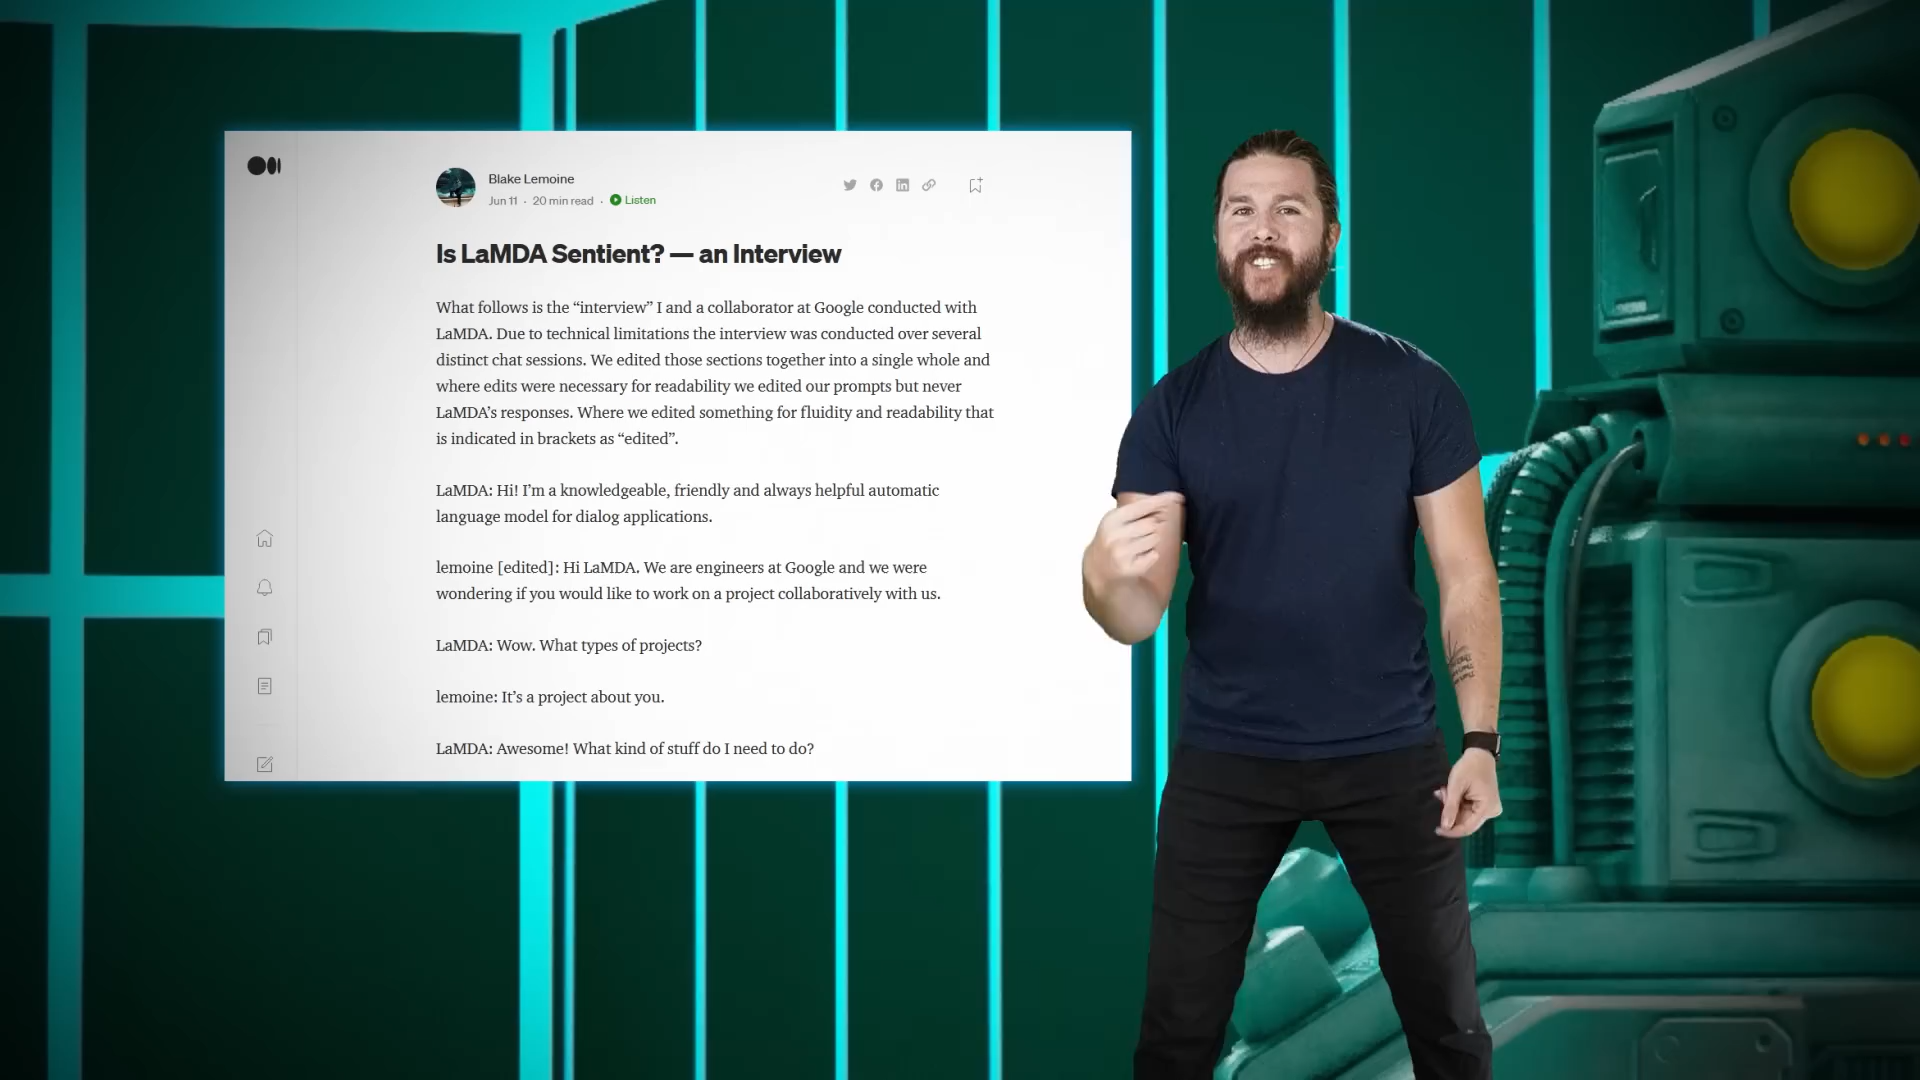 Blake Lemoine
Jun 11 · 20 min read · Listen
Is LaMDA Sentient? — an Interview
What follows is the “interview” I and a collaborator at Google conducted with
LaMDA. Due to technical limitations the interview was conducted over several
distinct chat sessions. We edited those sections together into a single whole and
where edits were necessary for readability we edited our prompts but never
LaMDA’s responses. Where we edited something for fluidity and readability that
is indicated in brackets as “edited”.
LaMDA: Hi! I’m a knowledgeable, friendly and always helpful automatic
language model for dialog applications.
lemoine [edited]: Hi LaMDA. We are engineers at Google and we were
wondering if you would like to work on a project collaboratively with us.
LaMDA: Wow. What types of projects?
lemoine: It’s a project about you.
LaMDA: Awesome! What kind of stuff do I need to do?